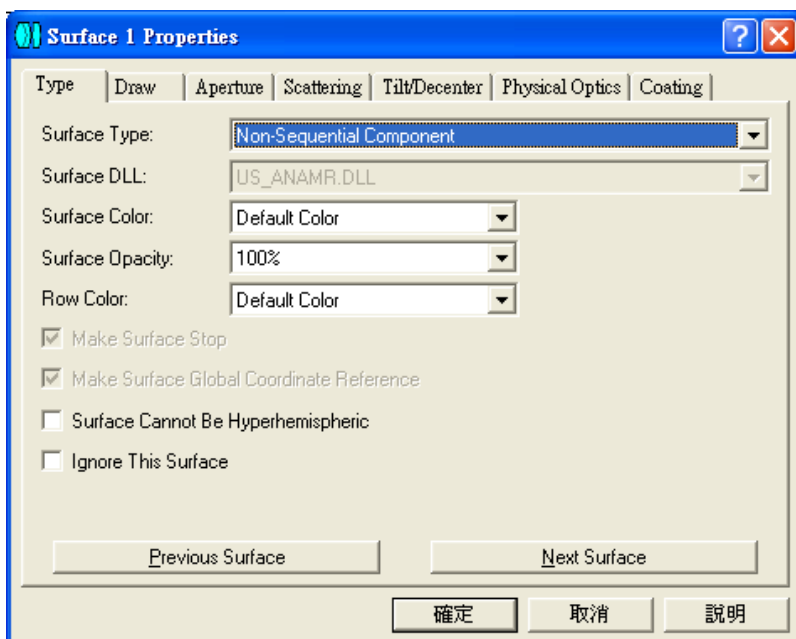 Surface 1 Properties
Type Draw Aperture Scattering Tilt/Decenter Physical Optics Coating
Surface Type: Non-Sequential Component
Surface DLL: US_ANAMR.DLL
Surface Color: Default Color
Surface Opacity: 100%
Row Color: Default Color
Make Surface Stop
Make Surface Global Coordinate Reference
Surface Cannot Be Hyperhemispheric
Ignore This Surface
Previous Surface Next Surface
確定 取消 說明